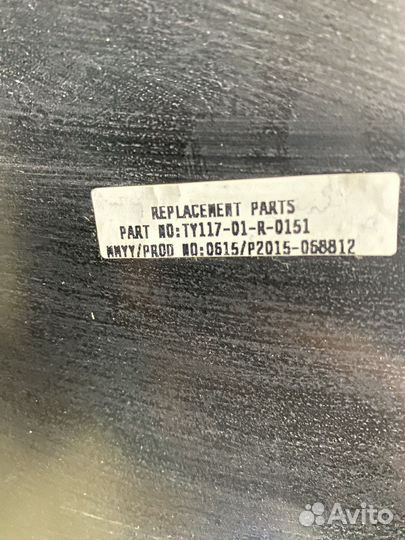 REPLACEMENT PARTS
PART NO:TY117-01-R-0151
MMYY/PROD NO:0615/P2015-068812
Avito